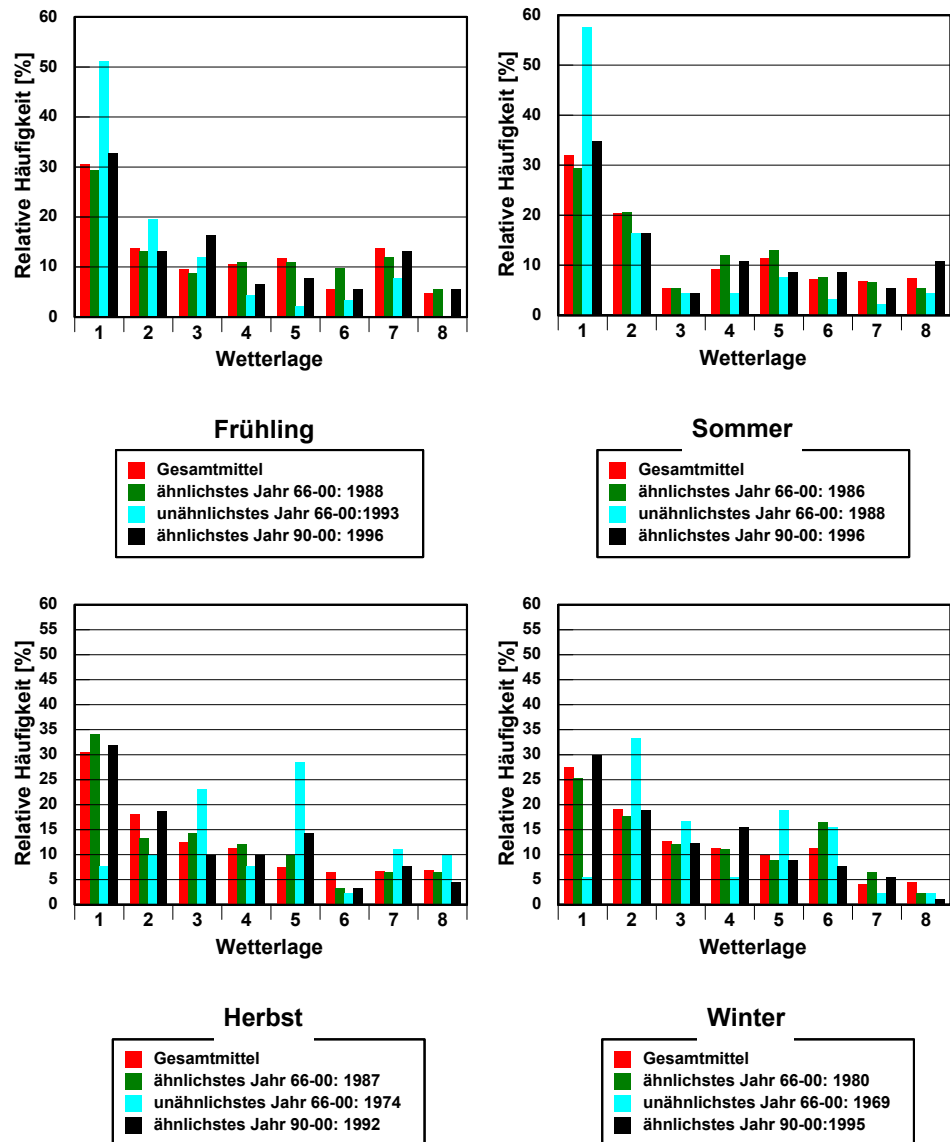 Relative Häufigkeit [%]
60
50
40
30
20
10
0
1 2 3 4 5 6 7 8
Wetterlage
Frühling
Gesamtmittel
ähnlichstes Jahr 66-00: 1988
unähnlichstes Jahr 66-00:1993
ähnlichstes Jahr 90-00: 1996
Relative Häufigkeit [%]
60
50
40
30
20
10
0
1 2 3 4 5 6 7 8
Wetterlage
Sommer
Gesamtmittel
ähnlichstes Jahr 66-00: 1986
unähnlichstes Jahr 66-00: 1988
ähnlichstes Jahr 90-00: 1996
Relative Häufigkeit [%]
60
55
50
45
40
35
30
25
20
15
10
5
0
1 2 3 4 5 6 7 8
Wetterlage
Herbst
Gesamtmittel
ähnlichstes Jahr 66-00: 1987
unähnlichstes Jahr 66-00: 1974
ähnlichstes Jahr 90-00: 1992
Relative Häufigkeit [%]
60
55
50
45
40
35
30
25
20
15
10
5
0
1 2 3 4 5 6 7 8
Wetterlage
Winter
Gesamtmittel
ähnlichstes Jahr 66-00: 1980
unähnlichstes Jahr 66-00: 1969
ähnlichstes Jahr 90-00:1995